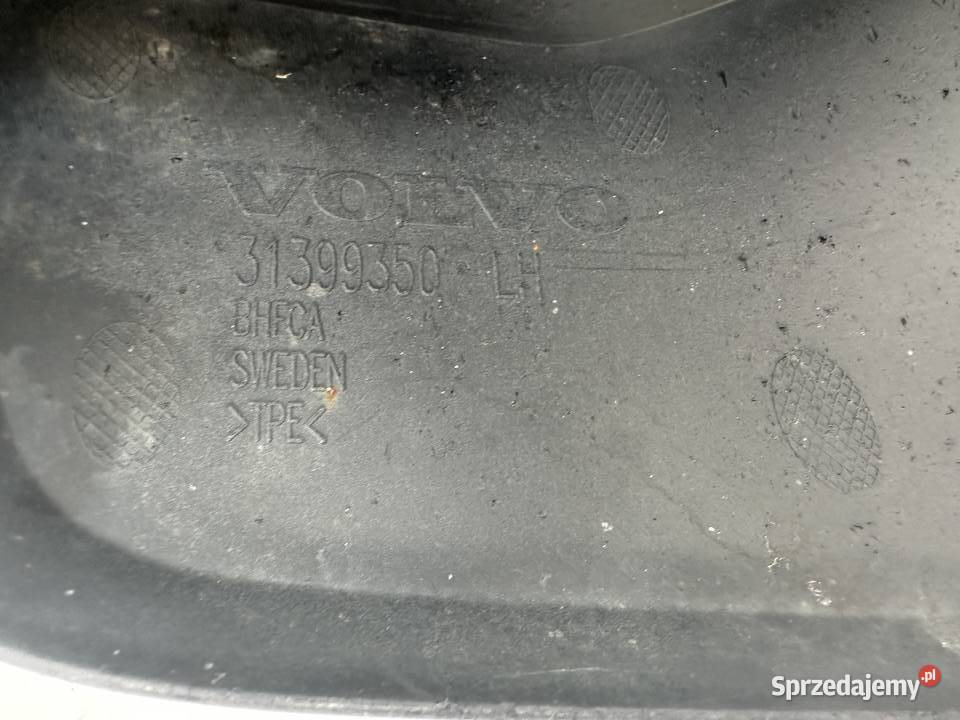 VOLVO
31399350 LH
BHFCA
SWEDEN
>TPE<
Sprzedajemy.pl